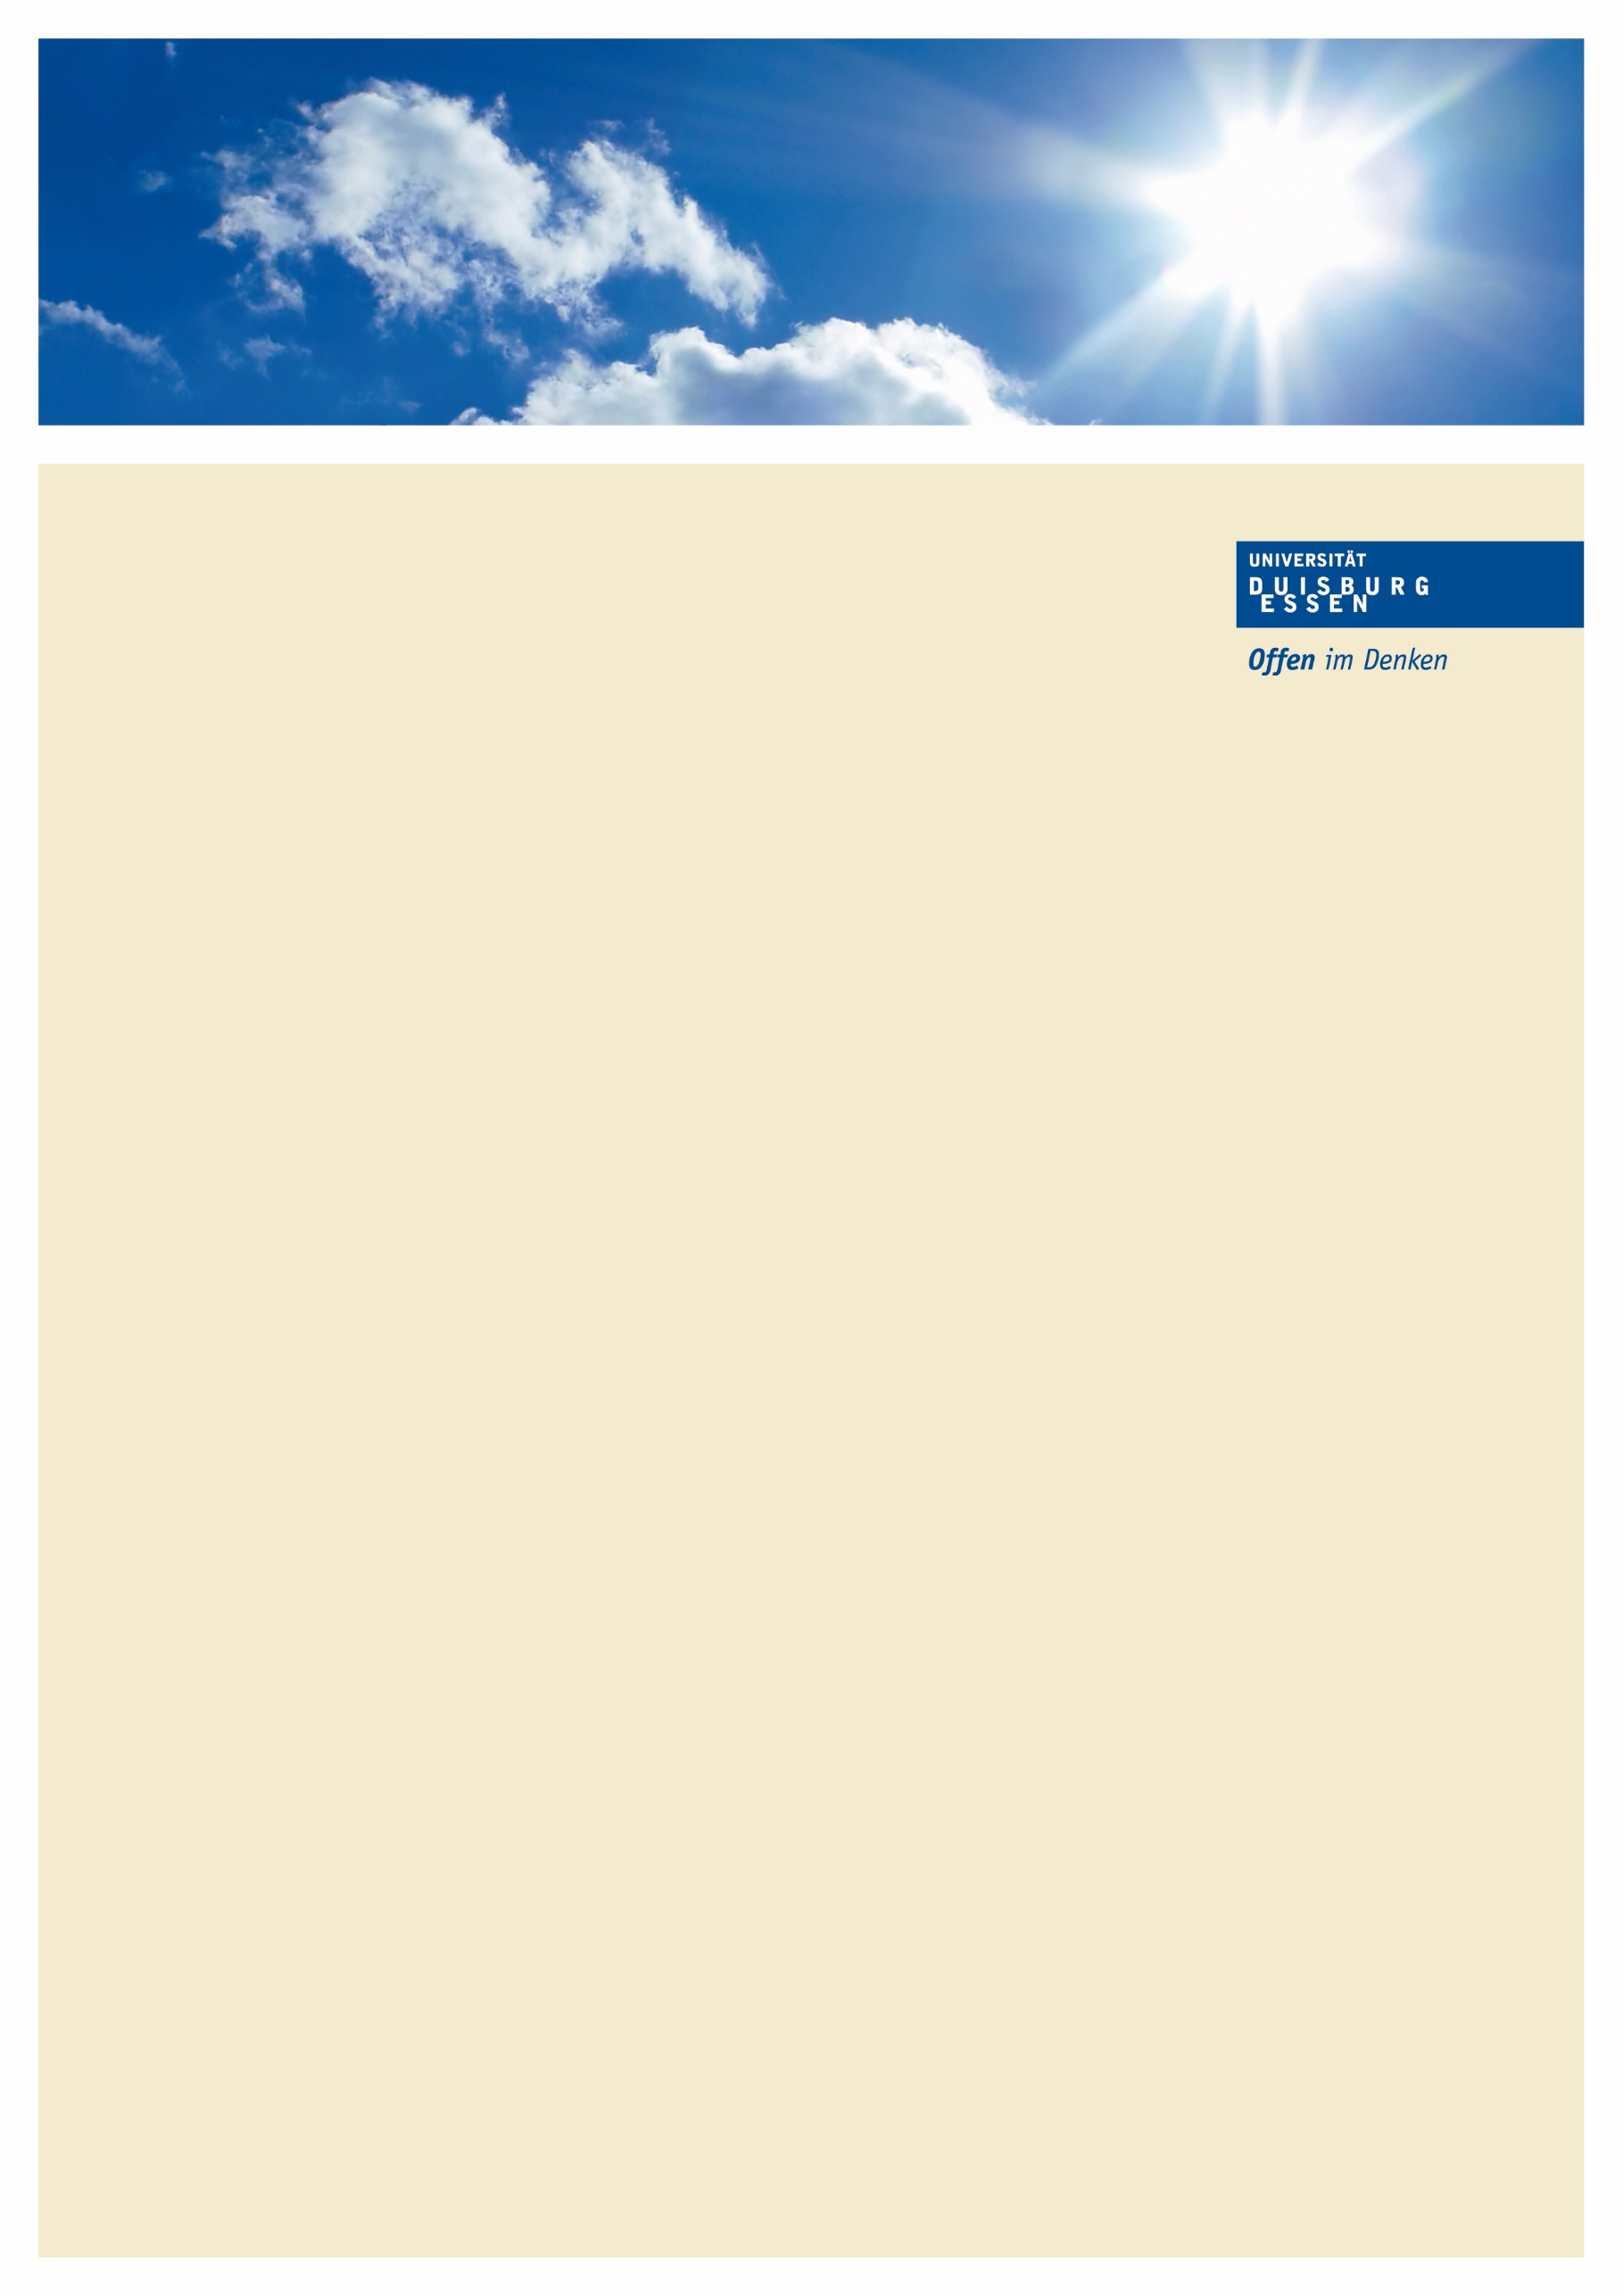 UNIVERSITÄT
DUISBURG
ESSEN
Offen im Denken